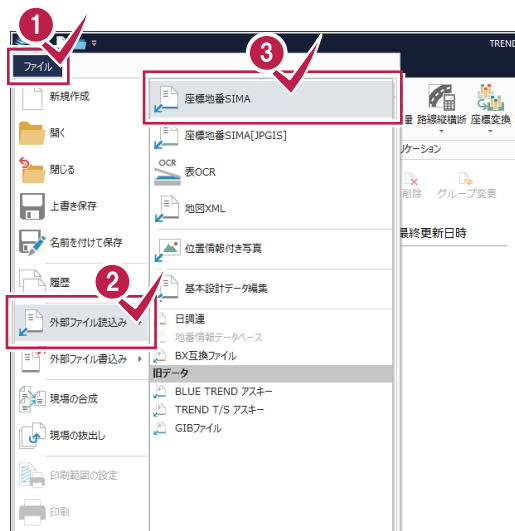 1
TREND
ファイル
3
新規作成
開く
閉じる
上書き保存
名前を付けて保存
履歴
2
外部ファイル読込み
外部ファイル書込み
現場の合成
現場の抜出し
印刷範囲の設定
印刷
座標地番SIMA
座標地番SIMA[JPGIS]
OCR
表OCR
地図XML
位置情報付き写真
基本設計データ編集
日調連
地番情報データベース
BX互換ファイル
旧データ
BLUE TREND アスキー
TREND T/S アスキー
GIBファイル
量 路線縦横断 座標変換
ケーション
削除 グループ変更
最終更新日時